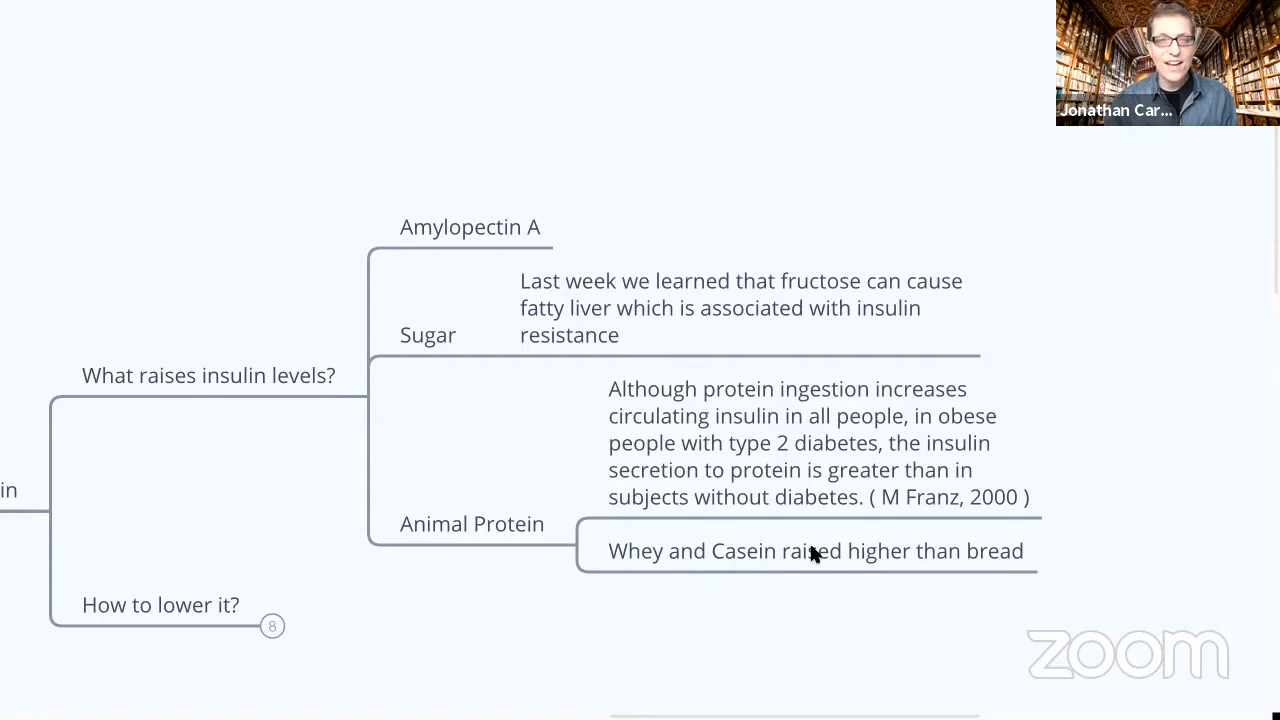 Jonathan Car...
Amylopectin A
Last week we learned that fructose can cause
fatty liver which is associated with insulin
resistance
Sugar
What raises insulin levels?
Although protein ingestion increases
circulating insulin in all people, in obese
people with type 2 diabetes, the insulin
secretion to protein is greater than in
subjects without diabetes. ( M Franz, 2000 )
in
Animal Protein
Whey and Casein raised higher than bread
How to lower it?
8
zoom